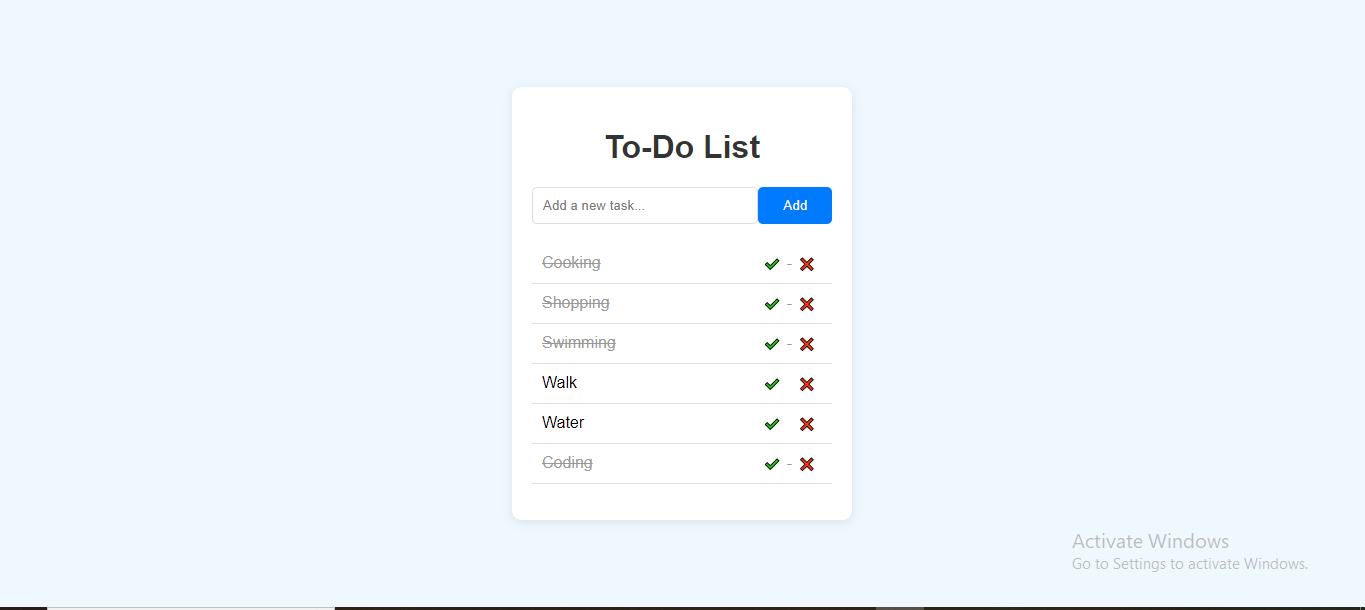 To-Do List
Add a new task... Add
Cooking ✔ - ✖
Shopping ✔ - ✖
Swimming ✔ - ✖
Walk ✔ ✖
Water ✔ ✖
Coding ✔ - ✖
Activate Windows
Go to Settings to activate Windows.